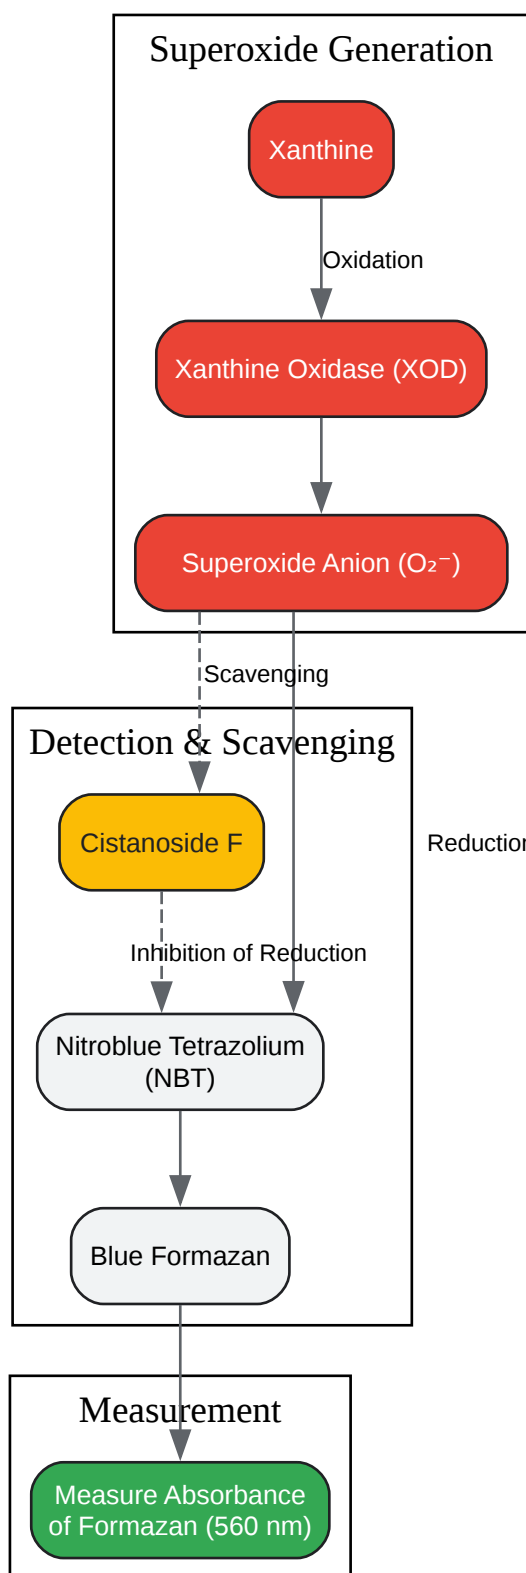 Superoxide Generation
Xanthine
Oxidation
Xanthine Oxidase (XOD)
Superoxide Anion (O₂⁻)
Scavenging
Detection & Scavenging
Cistanoside F
Reduction
Inhibition of Reduction
Nitroblue Tetrazolium
(NBT)
Blue Formazan
Measurement
Measure Absorbance
of Formazan (560 nm)